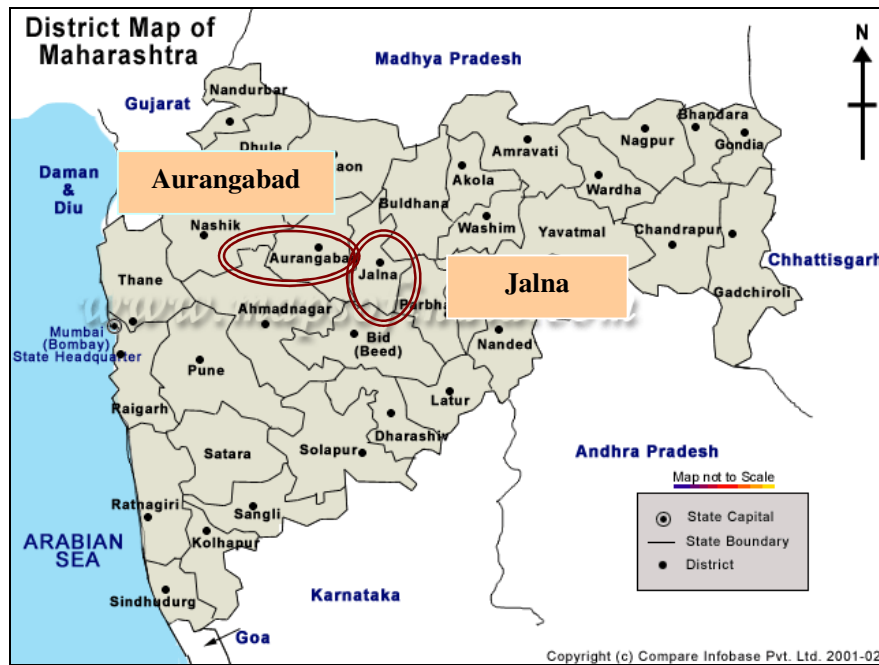 District Map of
Maharashtra
Madhya Pradesh
N
Gujarat
Nandurbar
Dhule
aon
Daman
&
Diu
Aurangabad
Nashik
Aurangabad
Buldhana
Akola
Amravati
Nagpur
Bhandara
Gondia
Wardha
Washim
Yavatmal
Chandrapur
Chhattisgarh
Gadchiroli
Jalna
Jalna
Parbha
Thane
Ahmadnagar
Mumbai
(Bombay)
State Headquarter
Bid
(Beed)
Nanded
Pune
Raigarh
Latur
Dharashiv
Satara
Solapur
Andhra Pradesh
Map not to Scale
State Capital
State Boundary
District
Ratnagiri
Sangli
Kolhapur
ARABIAN
SEA
Sindhudurg
Karnataka
Goa
Copyright (c) Compare Infobase Pvt. Ltd. 2001-02